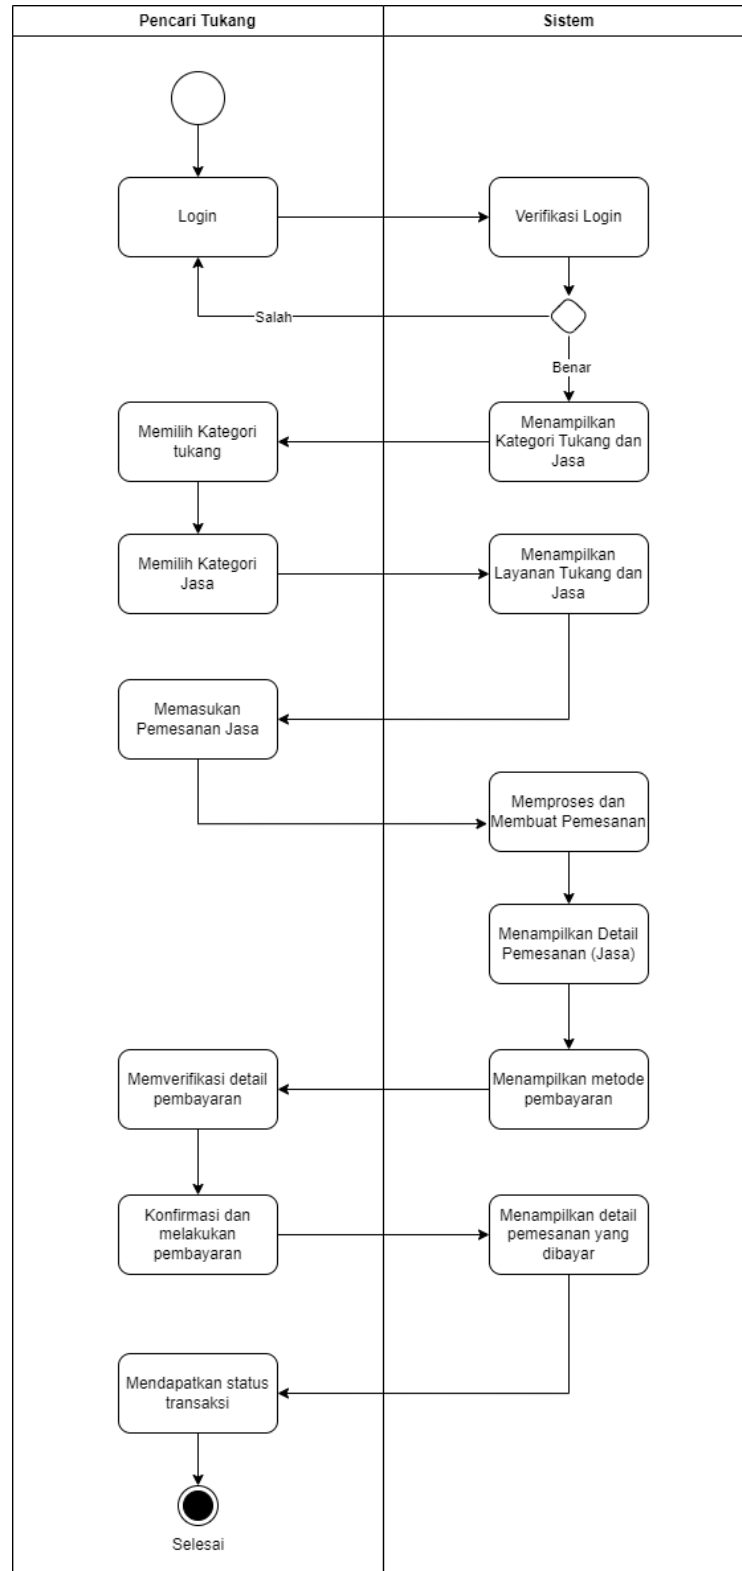 Pencari Tukang
Sistem
Login
Verifikasi Login
Salah
Benar
Memilih Kategori
tukang
Menampilkan
Kategori Tukang dan
Jasa
Memilih Kategori
Jasa
Menampilkan
Layanan Tukang dan
Jasa
Memasukan
Pemesanan Jasa
Memproses dan
Membuat Pemesanan
Menampilkan Detail
Pemesanan (Jasa)
Memverifikasi detail
pembayaran
Menampilkan metode
pembayaran
Konfirmasi dan
melakukan
pembayaran
Menampilkan detail
pemesanan yang
dibayar
Mendapatkan status
transaksi
Selesai